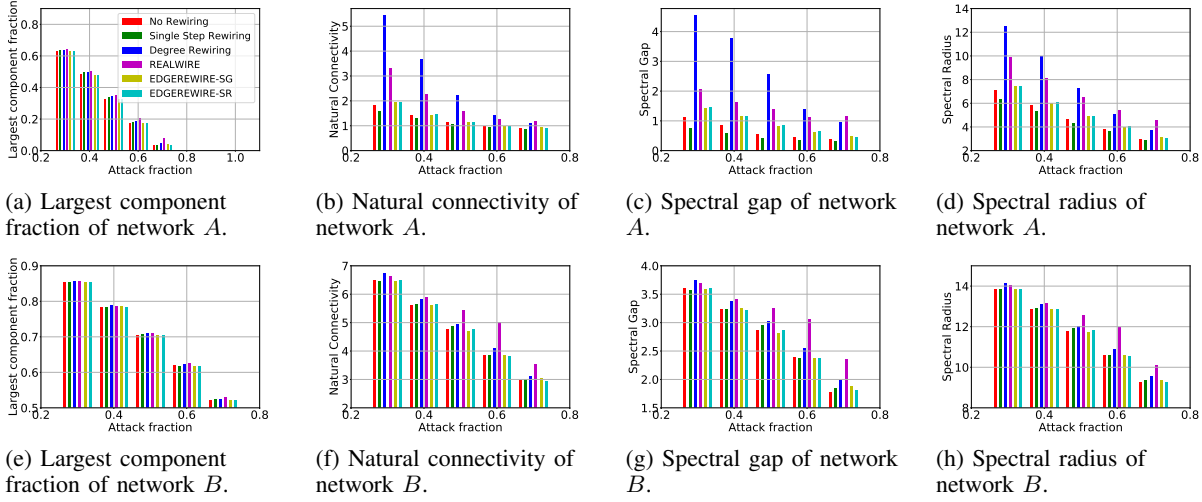 Largest component fraction
0.8
0.6
0.4
0.2
0.0
0.2 0.4 0.6 0.8 1.0
Attack fraction
No Rewiring
Single Step Rewiring
Degree Rewiring
REALWIRE
EDGEREWIRE-SG
EDGEREWIRE-SR
(a) Largest component
fraction of network A.
Natural Connectivity
5
4
3
2
1
0
0.2 0.4 0.6 0.8
Attack fraction
(b) Natural connectivity of
network A.
Spectral Gap
4
3
2
1
0
0.2 0.4 0.6 0.8
Attack fraction
(c) Spectral gap of network
A.
Spectral Radius
14
12
10
8
6
4
2
0.2 0.4 0.6 0.8
Attack fraction
(d) Spectral radius of
network A.
Largest component fraction
0.9
0.8
0.7
0.6
0.5
0.2 0.4 0.6 0.8
Attack fraction
(e) Largest component
fraction of network B.
Natural Connectivity
7
6
5
4
3
2
0.2 0.4 0.6 0.8
Attack fraction
(f) Natural connectivity of
network B.
Spectral Gap
4.0
3.5
3.0
2.5
2.0
1.5
0.2 0.4 0.6 0.8
Attack fraction
(g) Spectral gap of network
B.
Spectral Radius
14
12
10
8
0.2 0.4 0.6 0.8
Attack fraction
(h) Spectral radius of
network B.